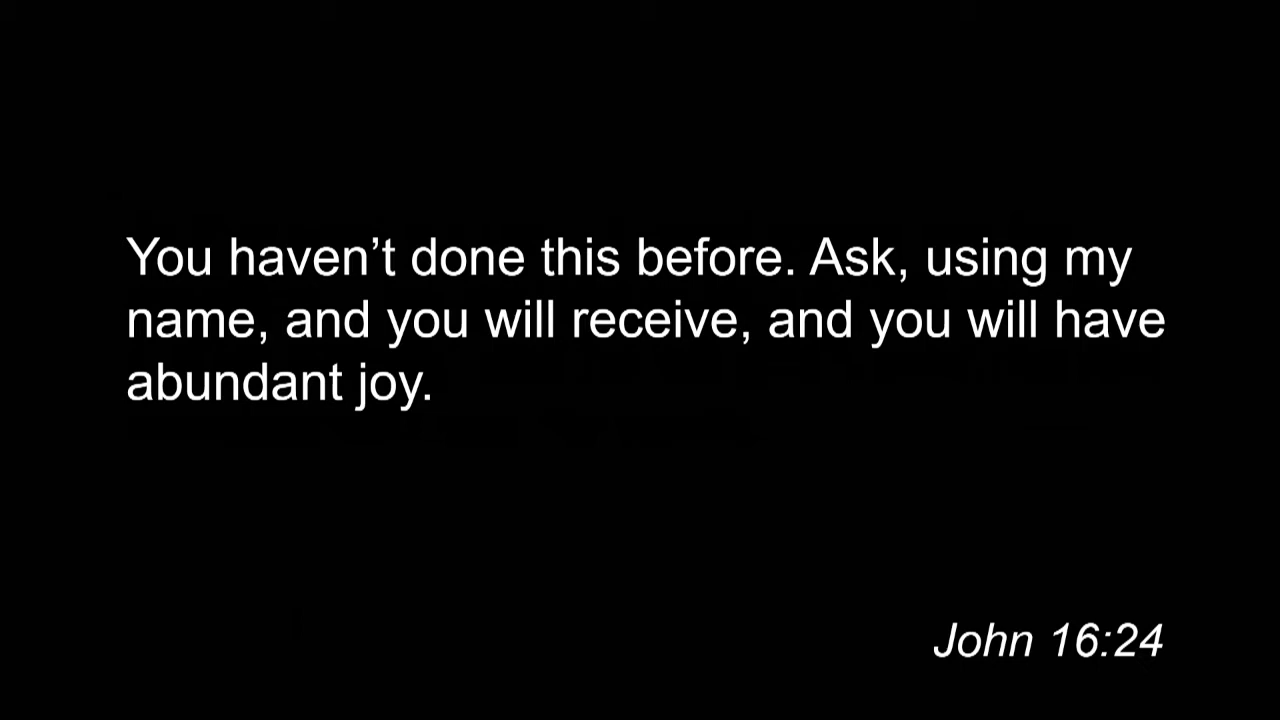 You haven’t done this before. Ask, using my
name, and you will receive, and you will have
abundant joy.
John 16:24